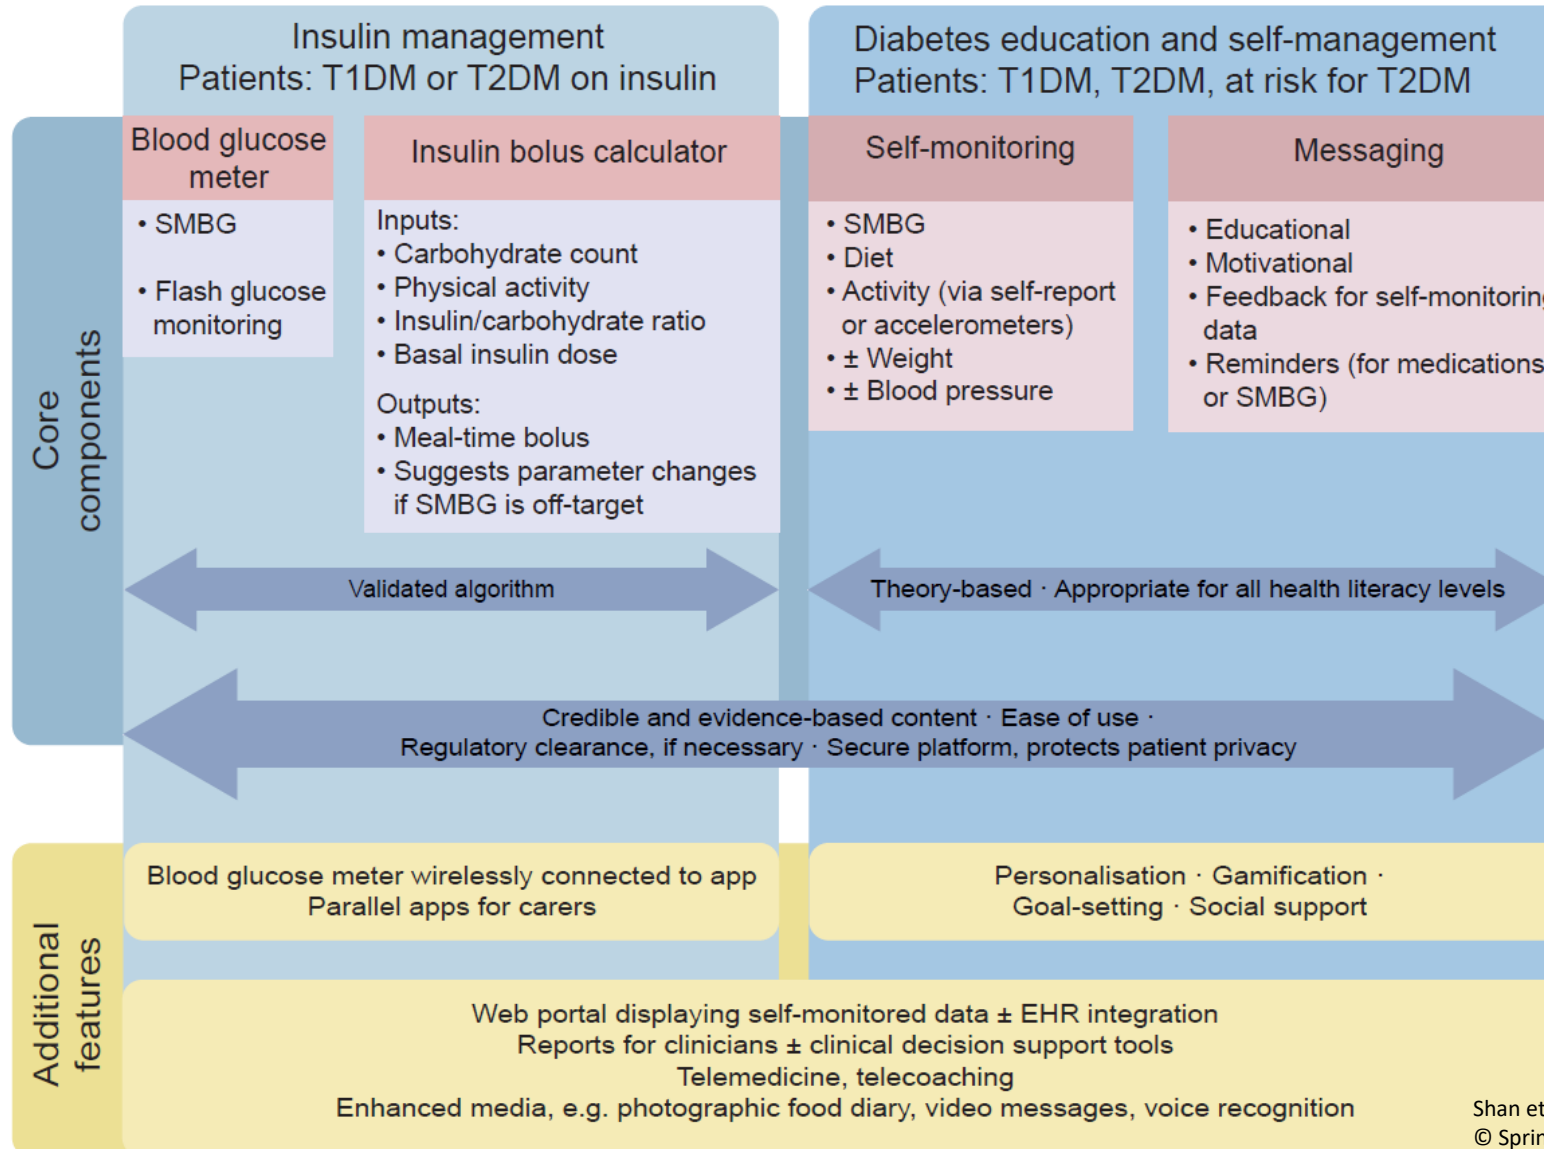 Insulin management
Patients: T1DM or T2DM on insulin
Diabetes education and self-management
Patients: T1DM, T2DM, at risk for T2DM
Core
components
Blood glucose
meter
• SMBG
• Flash glucose
monitoring
Insulin bolus calculator
Inputs:
• Carbohydrate count
• Physical activity
• Insulin/carbohydrate ratio
• Basal insulin dose
Outputs:
• Meal-time bolus
• Suggests parameter changes
if SMBG is off-target
Self-monitoring
• SMBG
• Diet
• Activity (via self-report
or accelerometers)
• ± Weight
• ± Blood pressure
Messaging
• Educational
• Motivational
• Feedback for self-monitoring
data
• Reminders (for medications
or SMBG)
Validated algorithm
Theory-based · Appropriate for all health literacy levels
Credible and evidence-based content · Ease of use ·
Regulatory clearance, if necessary · Secure platform, protects patient privacy
Additional
features
Blood glucose meter wirelessly connected to app
Parallel apps for carers
Personalisation · Gamification ·
Goal-setting · Social support
Web portal displaying self-monitored data ± EHR integration
Reports for clinicians ± clinical decision support tools
Telemedicine, telecoaching
Enhanced media, e.g. photographic food diary, video messages, voice recognition
Shan et
© Sprin